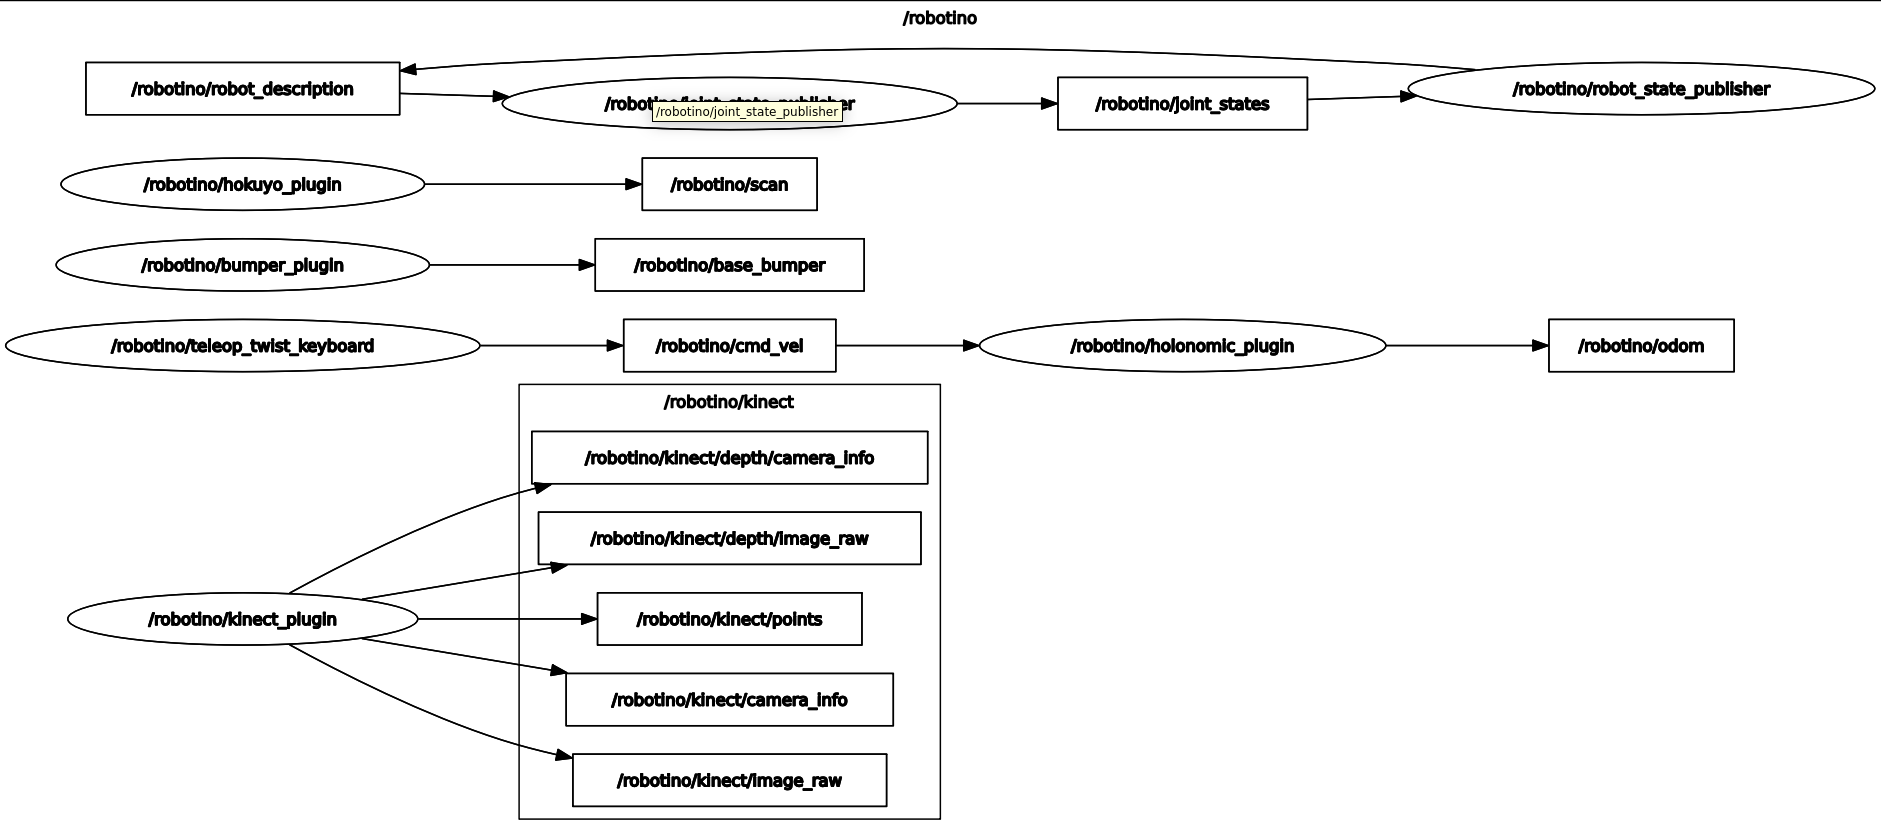 /robotino
/robotino/robot_description
/robotino/joint_state_publisher
/robotino/joint_state_publisher
/robotino/joint_states
/robotino/robot_state_publisher
/robotino/hokuyo_plugin
/robotino/scan
/robotino/bumper_plugin
/robotino/base_bumper
/robotino/teleop_twist_keyboard
/robotino/cmd_vel
/robotino/holonomic_plugin
/robotino/odom
/robotino/kinect
/robotino/kinect/depth/camera_info
/robotino/kinect/depth/image_raw
/robotino/kinect_plugin
/robotino/kinect/points
/robotino/kinect/camera_info
/robotino/kinect/image_raw